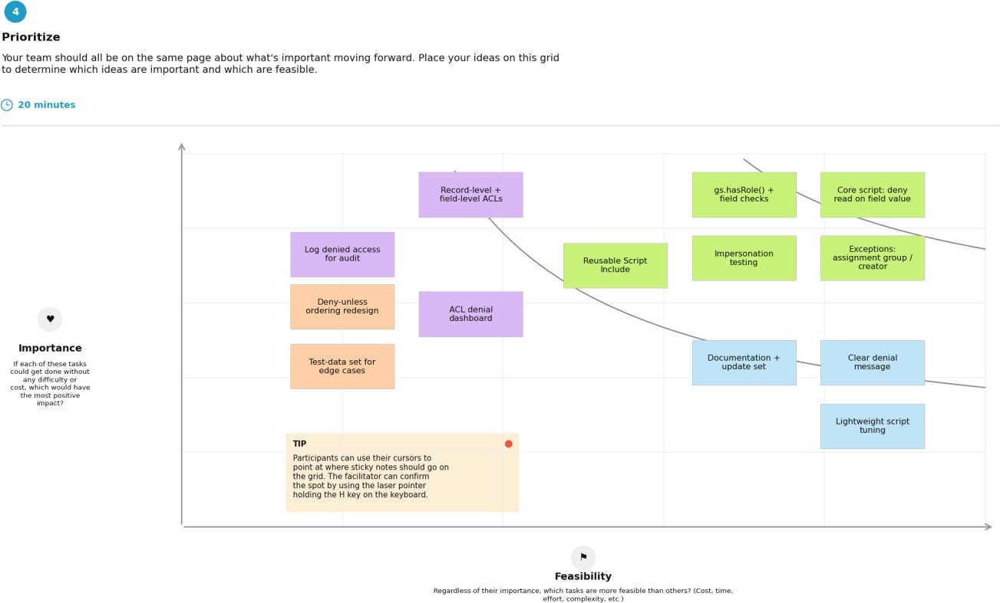 4
Prioritize
Your team should all be on the same page about what's important moving forward. Place your ideas on this grid
to determine which ideas are important and which are feasible.
20 minutes
Record-level +
field-level ACLs
gs.hasRole() +
field checks
Core script: deny
read on field value
Log denied access
for audit
Reusable Script
Include
Impersonation
testing
Exceptions:
assignment group /
creator
Deny-unless
ordering redesign
ACL denial
dashboard
Test-data set for
edge cases
Documentation +
update set
Clear denial
message
Lightweight script
tuning
Importance
If each of these tasks
could get done without
any difficulty or
cost, which would have
the most positive
impact?
TIP
Participants can use their cursors to
point at where sticky notes should go on
the grid. The facilitator can confirm
the spot by using the laser pointer
holding the H key on the keyboard.
Feasibility
Regardless of their importance, which tasks are more feasible than others? (Cost, time,
effort, complexity, etc.)